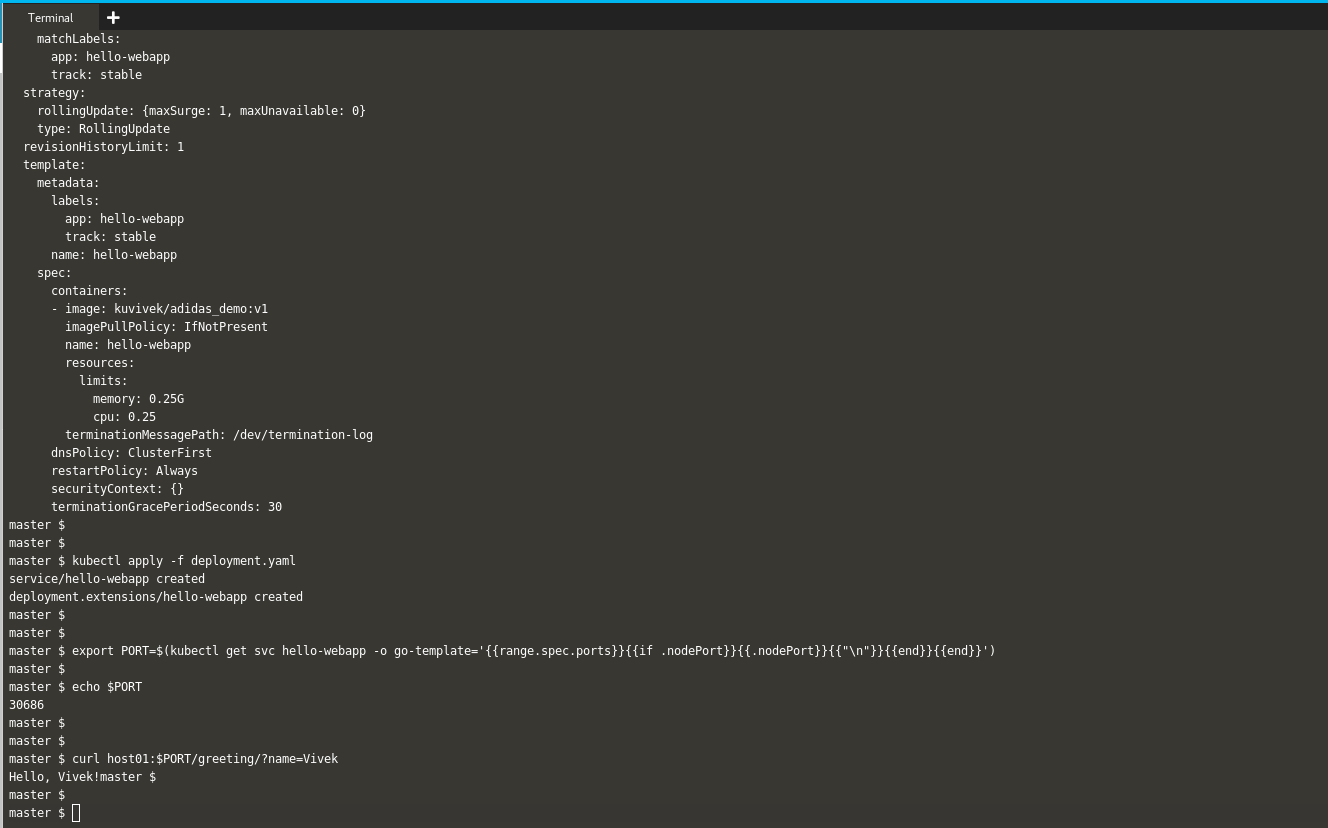 Terminal +
    matchLabels:
      app: hello-webapp
      track: stable
  strategy:
    rollingUpdate: {maxSurge: 1, maxUnavailable: 0}
    type: RollingUpdate
  revisionHistoryLimit: 1
  template:
    metadata:
      labels:
        app: hello-webapp
        track: stable
      name: hello-webapp
    spec:
      containers:
      - image: kuvivek/adidas_demo:v1
        imagePullPolicy: IfNotPresent
        name: hello-webapp
        resources:
          limits:
            memory: 0.25G
            cpu: 0.25
        terminationMessagePath: /dev/termination-log
      dnsPolicy: ClusterFirst
      restartPolicy: Always
      securityContext: {}
      terminationGracePeriodSeconds: 30
master $
master $
master $ kubectl apply -f deployment.yaml
service/hello-webapp created
deployment.extensions/hello-webapp created
master $
master $
master $ export PORT=$(kubectl get svc hello-webapp -o go-template='{{range.spec.ports}}{{if .nodePort}}{{.nodePort}}{{"\n"}}{{end}}{{end}}')
master $
master $ echo $PORT
30686
master $
master $
master $ curl host01:$PORT/greeting/?name=Vivek
Hello, Vivek!master $
master $
master $